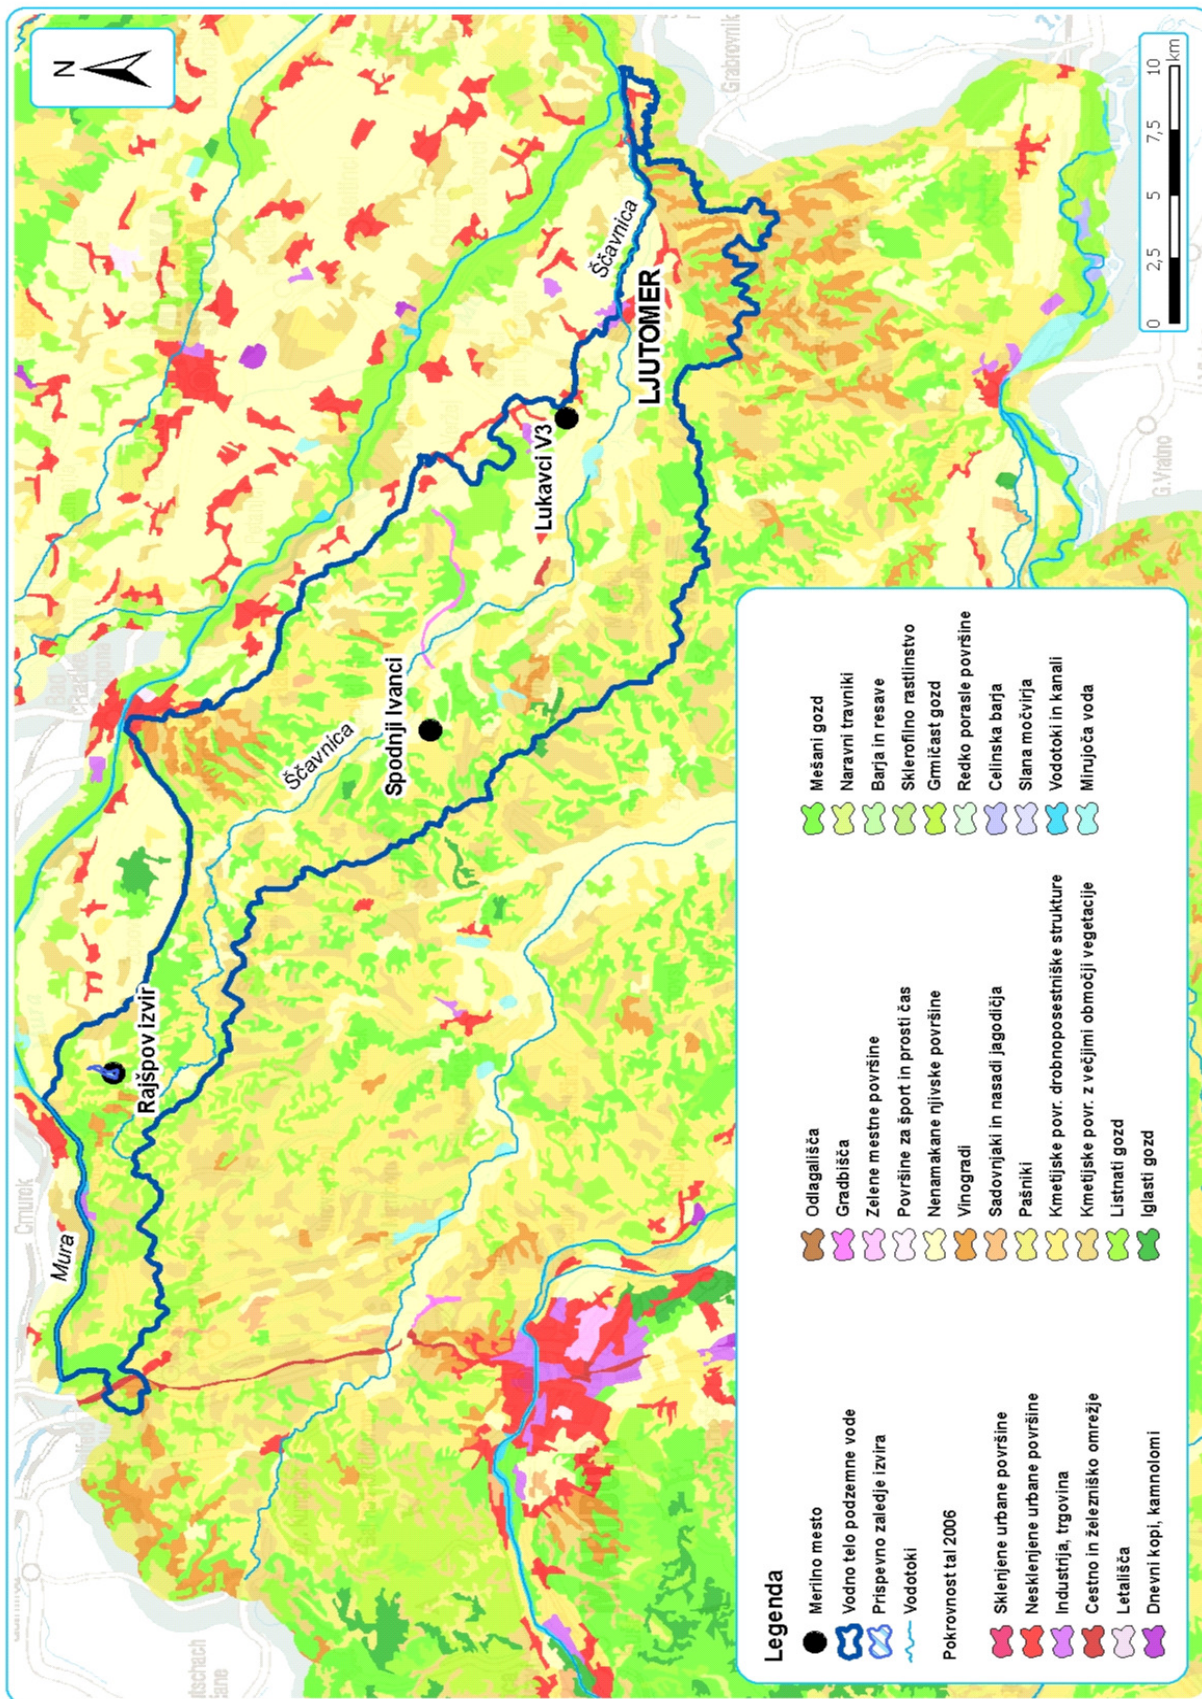 N
Mura
Cmurek
Rajšpov izvir
Ščavnica
Spodnji Ivanci
Lukavci V3
Ščavnica
LJUTOMER
Grabrovnik
0 2,5 5 7,5 10
km
Legenda
Merilno mesto
Vodno telo podzemne vode
Prispevno zaledje izvira
Vodotoki
Pokrovnost tal 2006
Sklenjene urbane površine
Nesklenjene urbane površine
Industrija, trgovina
Cestno in železniško omrežje
Letališča
Dnevni kopi, kamnolomi
Odlagališča
Gradbišča
Zelene mestne površine
Površine za šport in prosti čas
Nenamakane njivske površine
Vinogradi
Sadovnjaki in nasadi jagodičja
Pašniki
Kmetijske povr. drobnoposestniške strukture
Kmetijske povr. z večjimi območji vegetacije
Listnati gozd
Iglasti gozd
Mešani gozd
Naravni travniki
Barja in resave
Sklerofilno rastlinstvo
Grmičast gozd
Redko porasle površine
Celinska barja
Slana močvirja
Vodotoki in kanali
Mirujoča voda